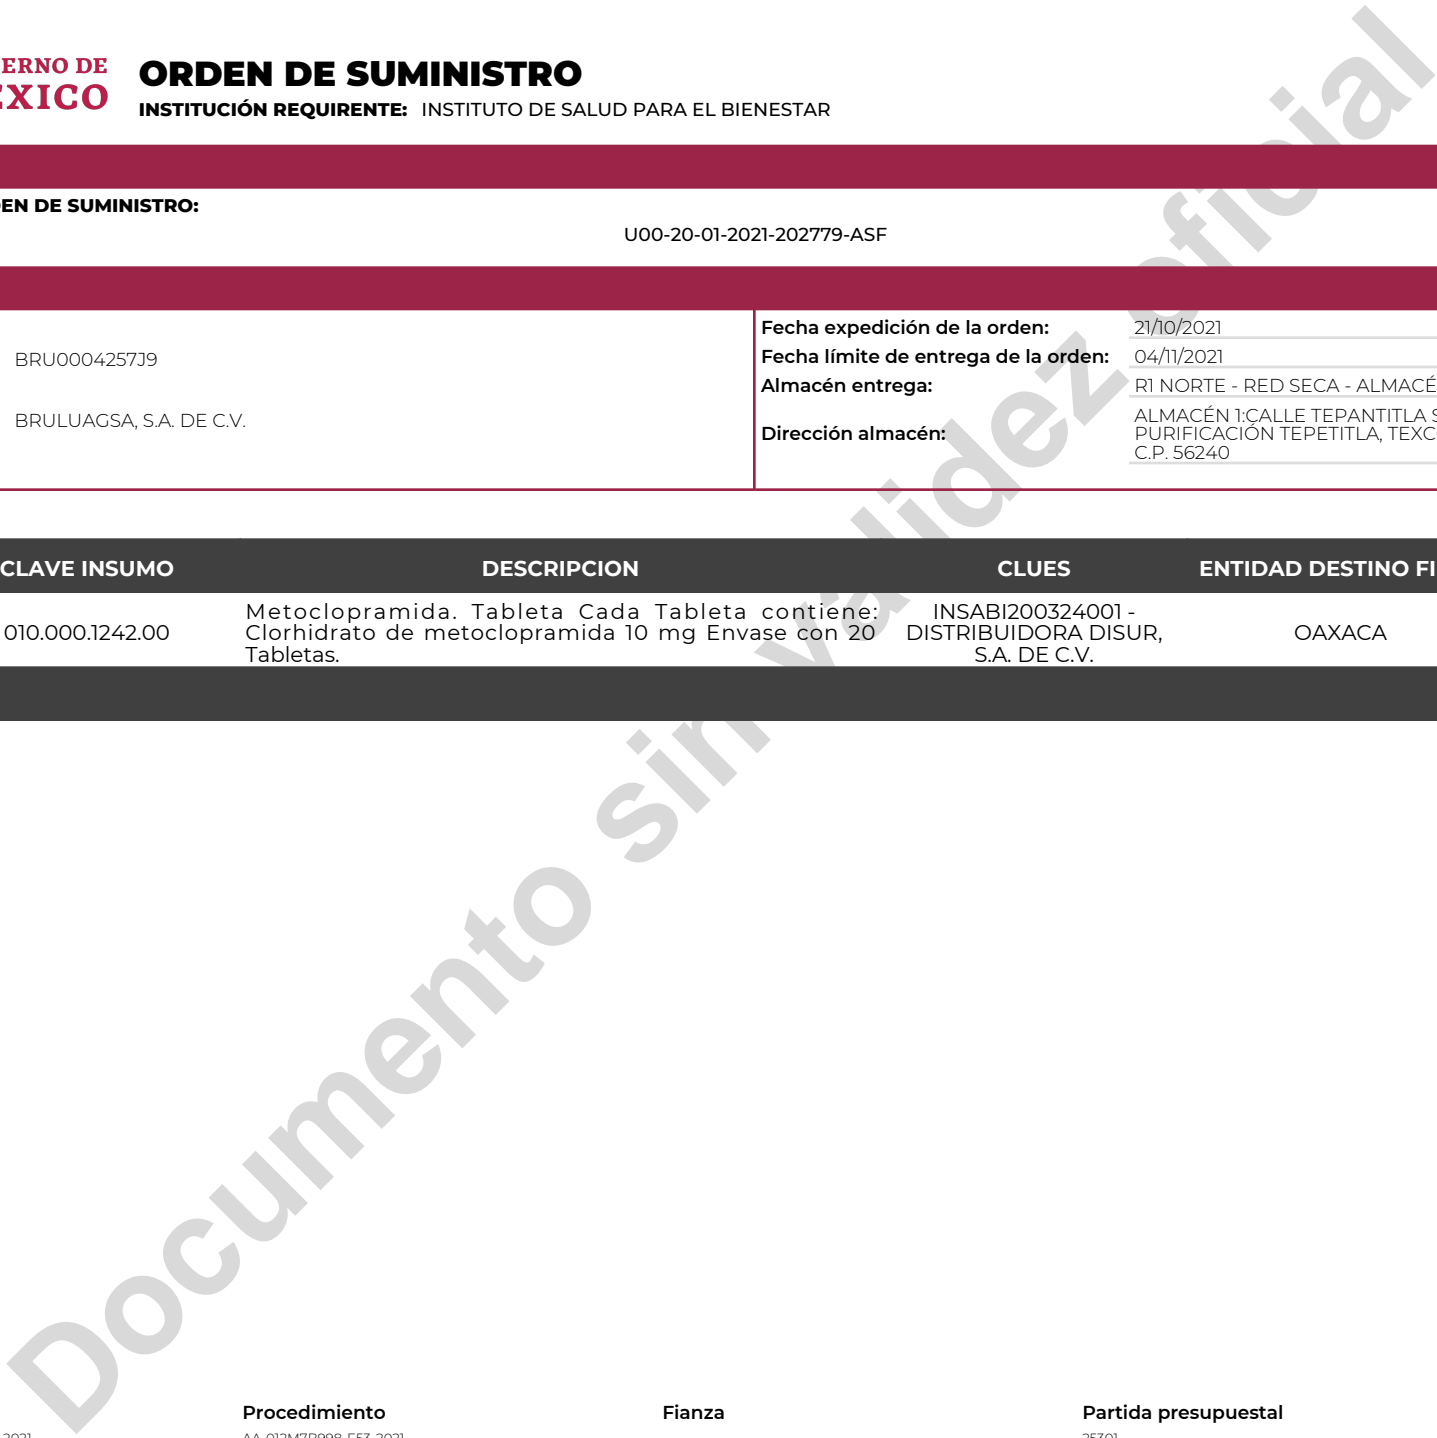 ERNO DE
ORDEN DE SUMINISTRO
INSTITUCIÓN REQUIRENTE: INSTITUTO DE SALUD PARA EL BIENESTAR
EN DE SUMINISTRO:
U00-20-01-2021-202779-ASF
BRU0004257J9
BRULUAGSA, S.A. DE C.V.
Fecha expedición de la orden: 21/10/2021
Fecha límite de entrega de la orden: 04/11/2021
Almacén entrega: R1 NORTE - RED SECA - ALMACÉ
Dirección almacén: ALMACÉN 1:CALLE TEPANTITLA S
PURIFICACIÓN TEPETITLA, TEXC
C.P. 56240
CLAVE INSUMO DESCRIPCION CLUES ENTIDAD DESTINO FI
010.000.1242.00
Metoclopramida. Tableta Cada Tableta contiene:
Clorhidrato de metoclopramida 10 mg Envase con 20
Tabletas.
INSABI200324001 -
DISTRIBUIDORA DISUR,
S.A. DE C.V.
OAXACA
Documento sin validez oficial
Procedimiento Fianza Partida presupuestal